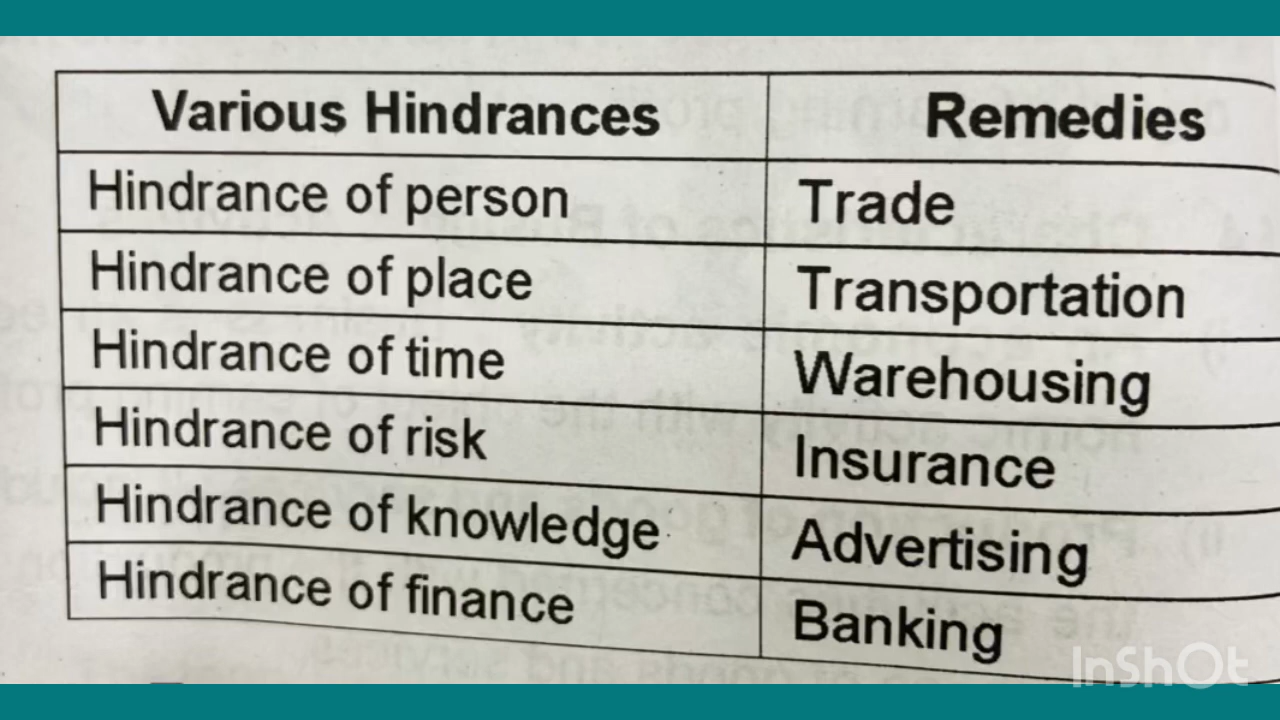 Various Hindrances Remedies
Hindrance of person Trade
Hindrance of place Transportation
Hindrance of time Warehousing
Hindrance of risk Insurance
Hindrance of knowledge Advertising
Hindrance of finance Banking
InShOt